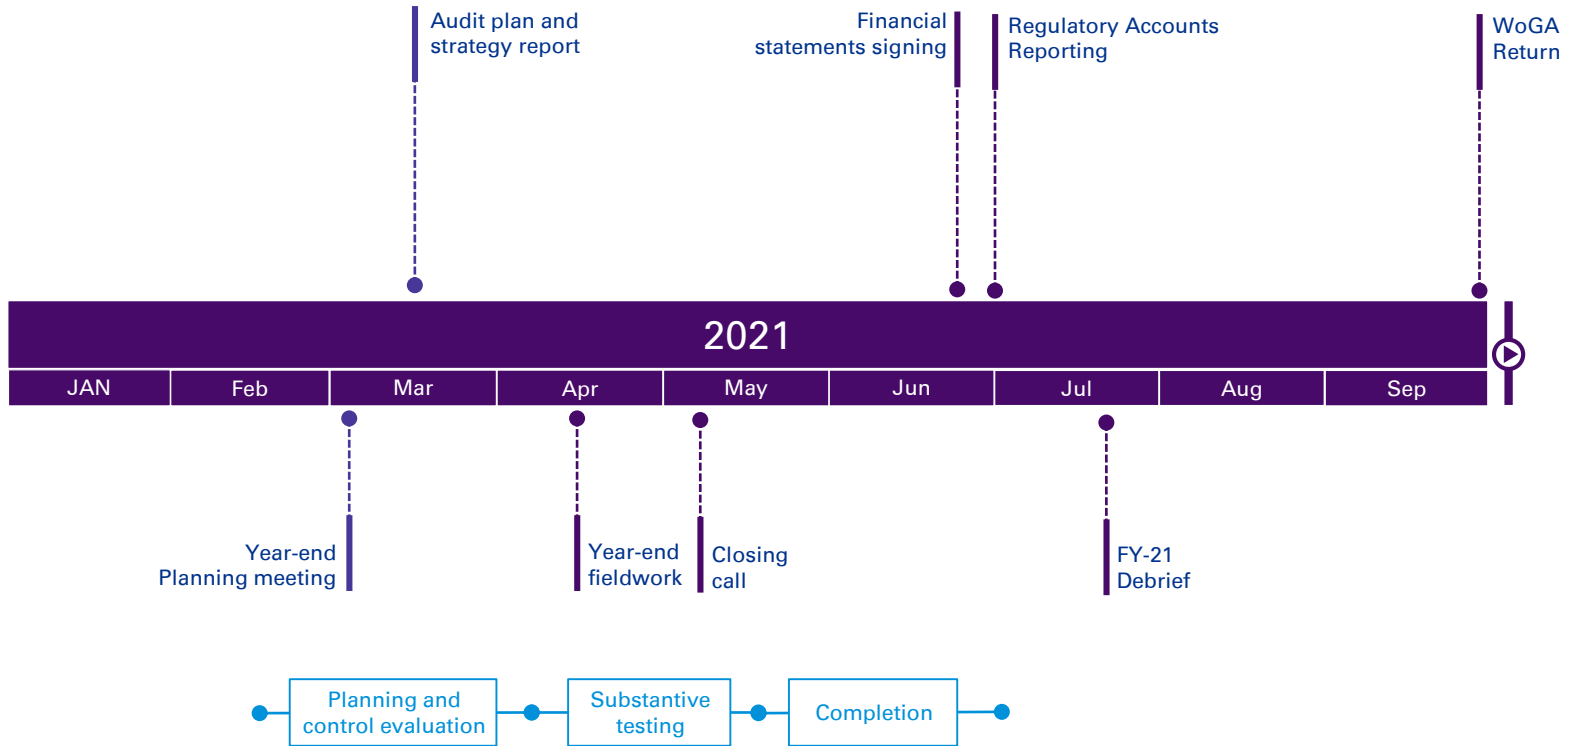 Audit plan and
strategy report
Financial
statements signing
Regulatory Accounts
Reporting
WoGA
Return
2021
JAN
Feb
Mar
Apr
May
Jun
Jul
Aug
Sep
Year-end
Planning meeting
Year-end
fieldwork
Closing
call
FY-21
Debrief
Planning and
control evaluation
Substantive
testing
Completion